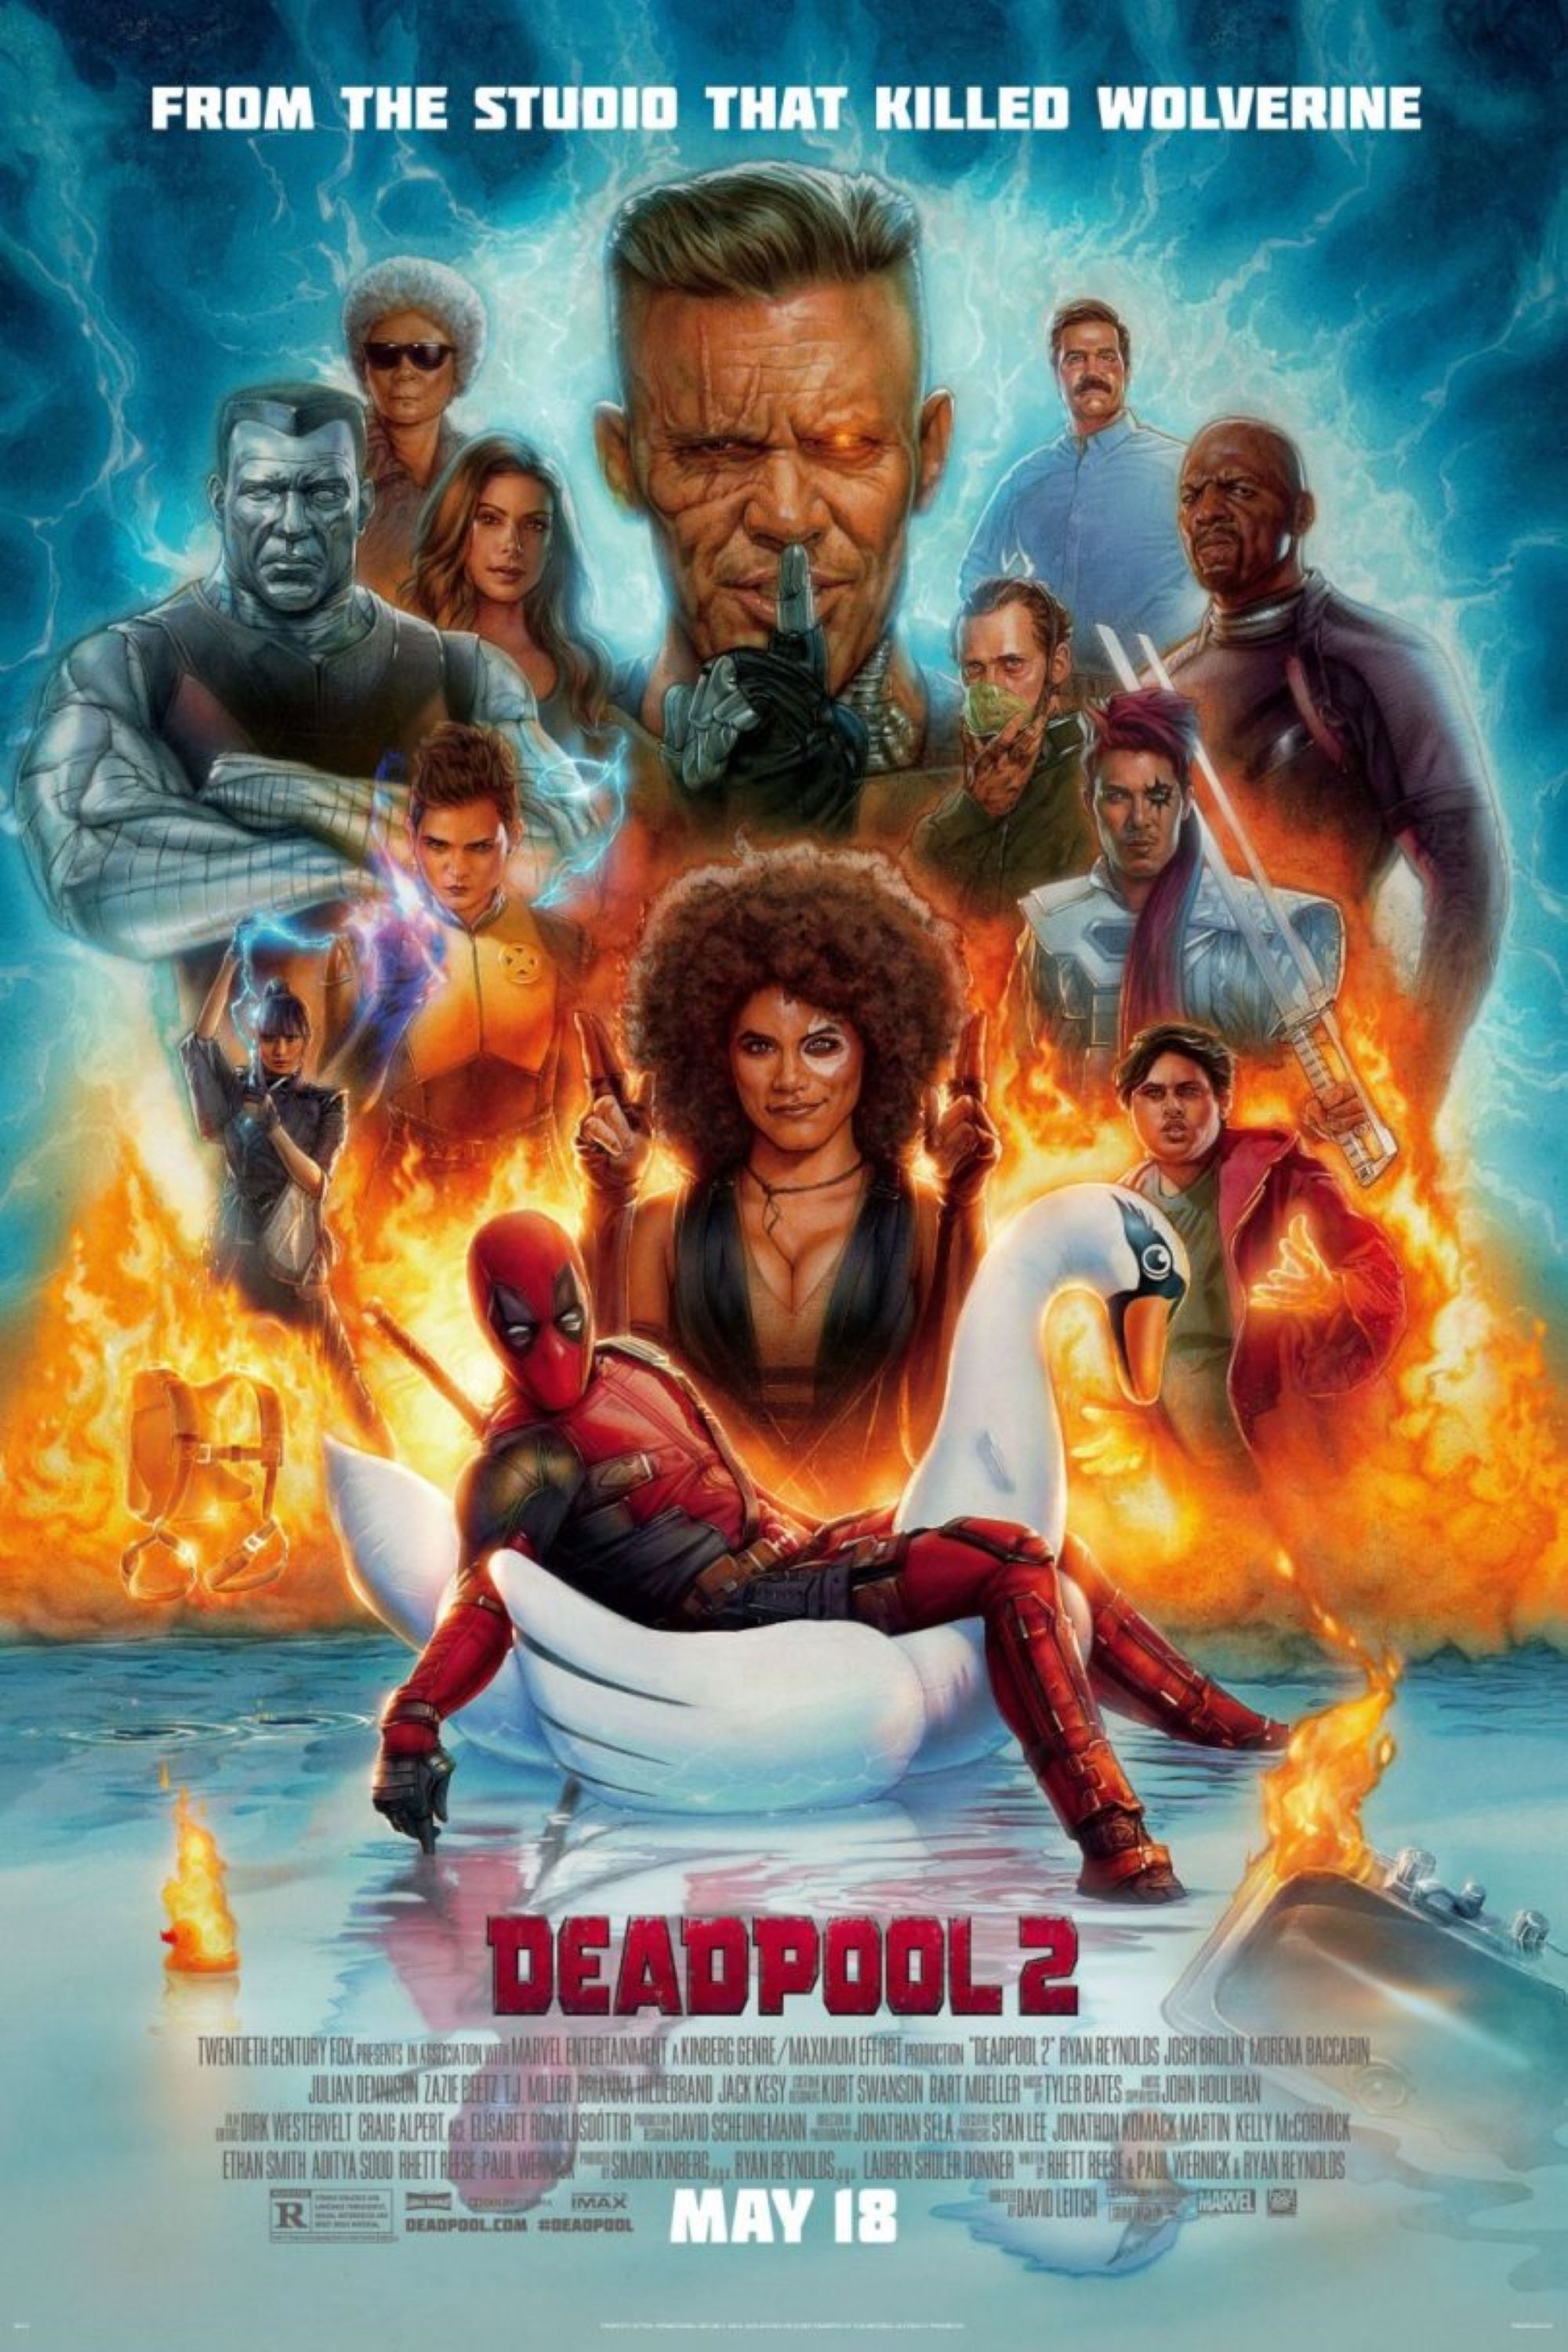 FROM THE STUDIO THAT KILLED WOLVERINE
DEADPOOL 2
TWENTIETH CENTURY FOX PRESENTS IN ASSOCIATION WITH MARVEL ENTERTAINMENT A KINBERG GENRE / MAXIMUM EFFORT PRODUCTION "DEADPOOL 2" RYAN REYNOLDS JOSH BROLIN MORENA BACCARIN
JULIAN DENNISON ZAZIE BEETZ T.J. MILLER BRIANNA HILDEBRAND JACK KESY KURT SWANSON BART MUELLER TYLER BATES JOHN HOULIHAN
DIRK WESTERVELT CRAIG ALPERT, ACE ELÍSABET RONALDSDÓTTIR DAVID SCHEUNEMANN JONATHAN SELA STAN LEE JONATHON KOMACK MARTIN KELLY McCORMICK
ETHAN SMITH ADITYA SOOD RHETT REESE PAUL WERNICK SIMON KINBERG RYAN REYNOLDS LAUREN SHULER DONNER RHETT REESE & PAUL WERNICK & RYAN REYNOLDS
R IMAX DAVID LEITCH MARVEL
DEADPOOL.COM #DEADPOOL
MAY 18